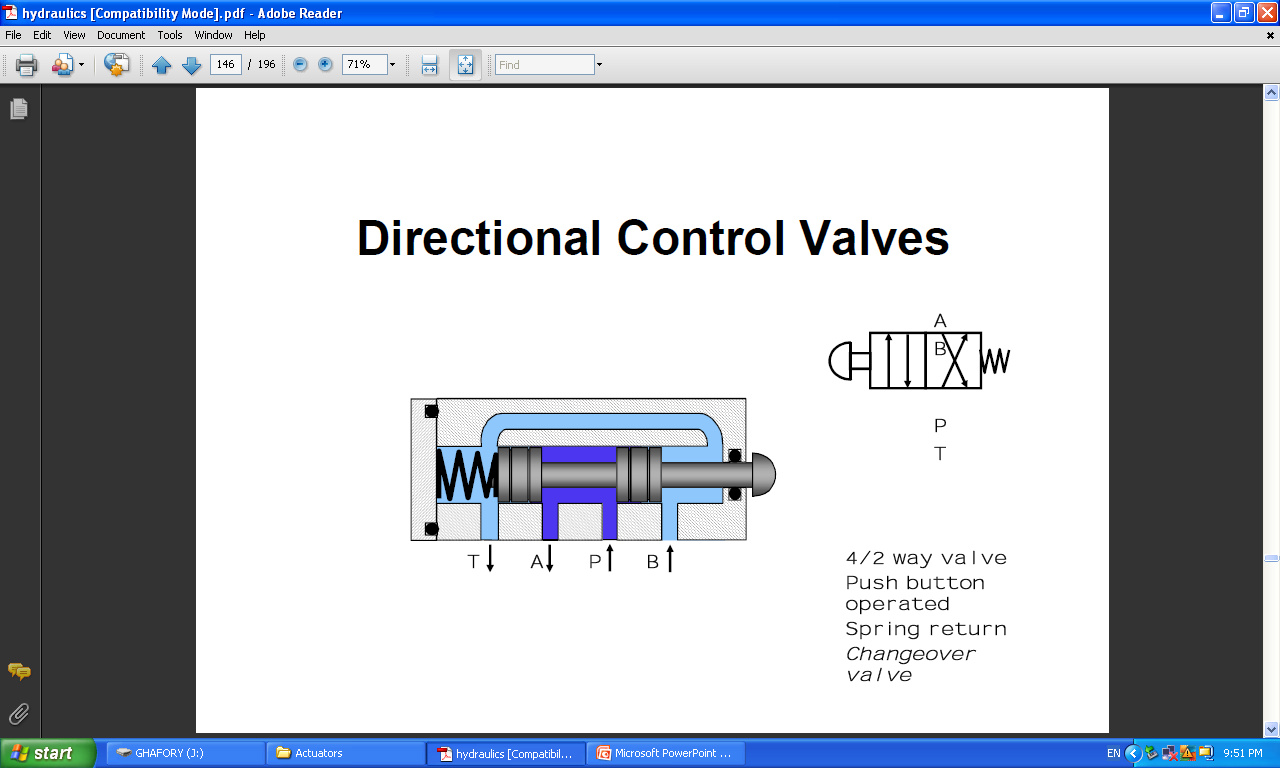 hydraulics [Compatibility Mode].pdf - Adobe Reader
File Edit View Document Tools Window Help
146 / 196 71% Find
Directional Control Valves
A
B
P
T
T A P B
4/2 way valve
Push button
operated
Spring return
Changeover
valve
start GHAFORY (J:) Actuators hydraulics [Compatibil... Microsoft PowerPoint ... EN 9:51 PM